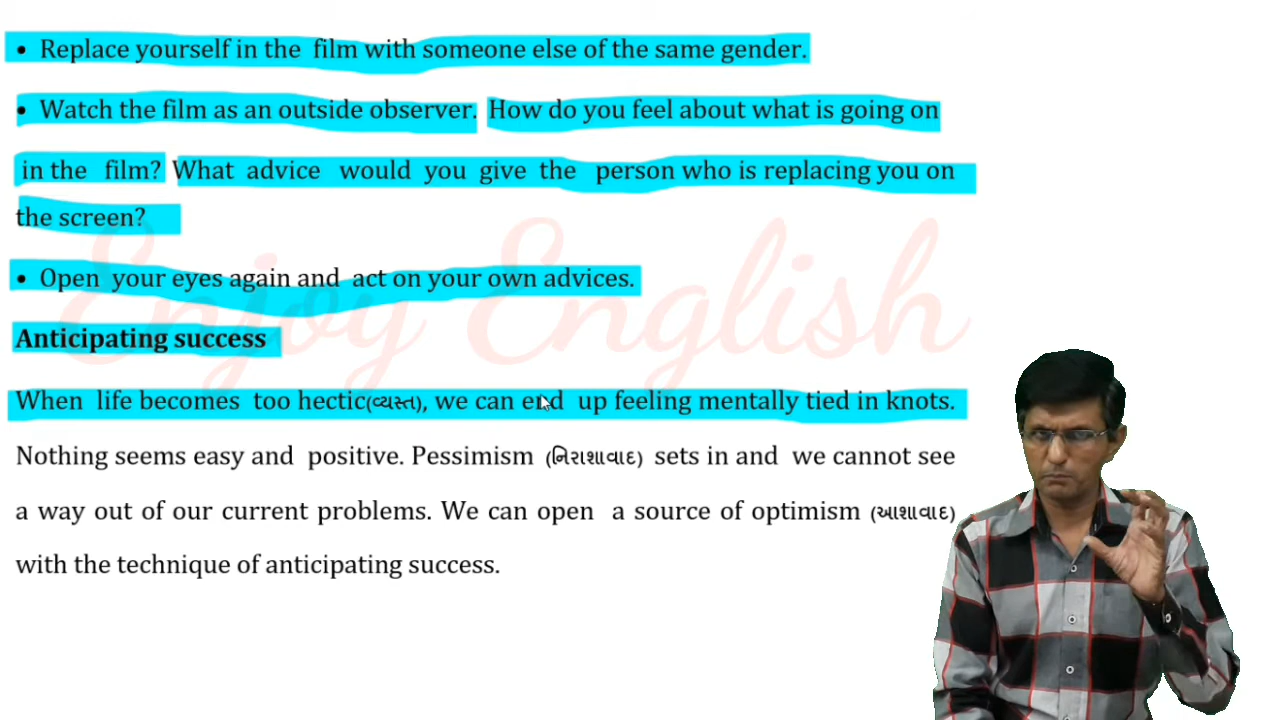 • Replace yourself in the film with someone else of the same gender.
• Watch the film as an outside observer. How do you feel about what is going on
in the film? What advice would you give the person who is replacing you on
the screen?
• Open your eyes again and act on your own advices.
Enjoy English
Anticipating success
When life becomes too hectic(વ્યસ્ત), we can end up feeling mentally tied in knots.
Nothing seems easy and positive. Pessimism (નિરાશાવાદ) sets in and we cannot see
a way out of our current problems. We can open a source of optimism (આશાવાદ)
with the technique of anticipating success.